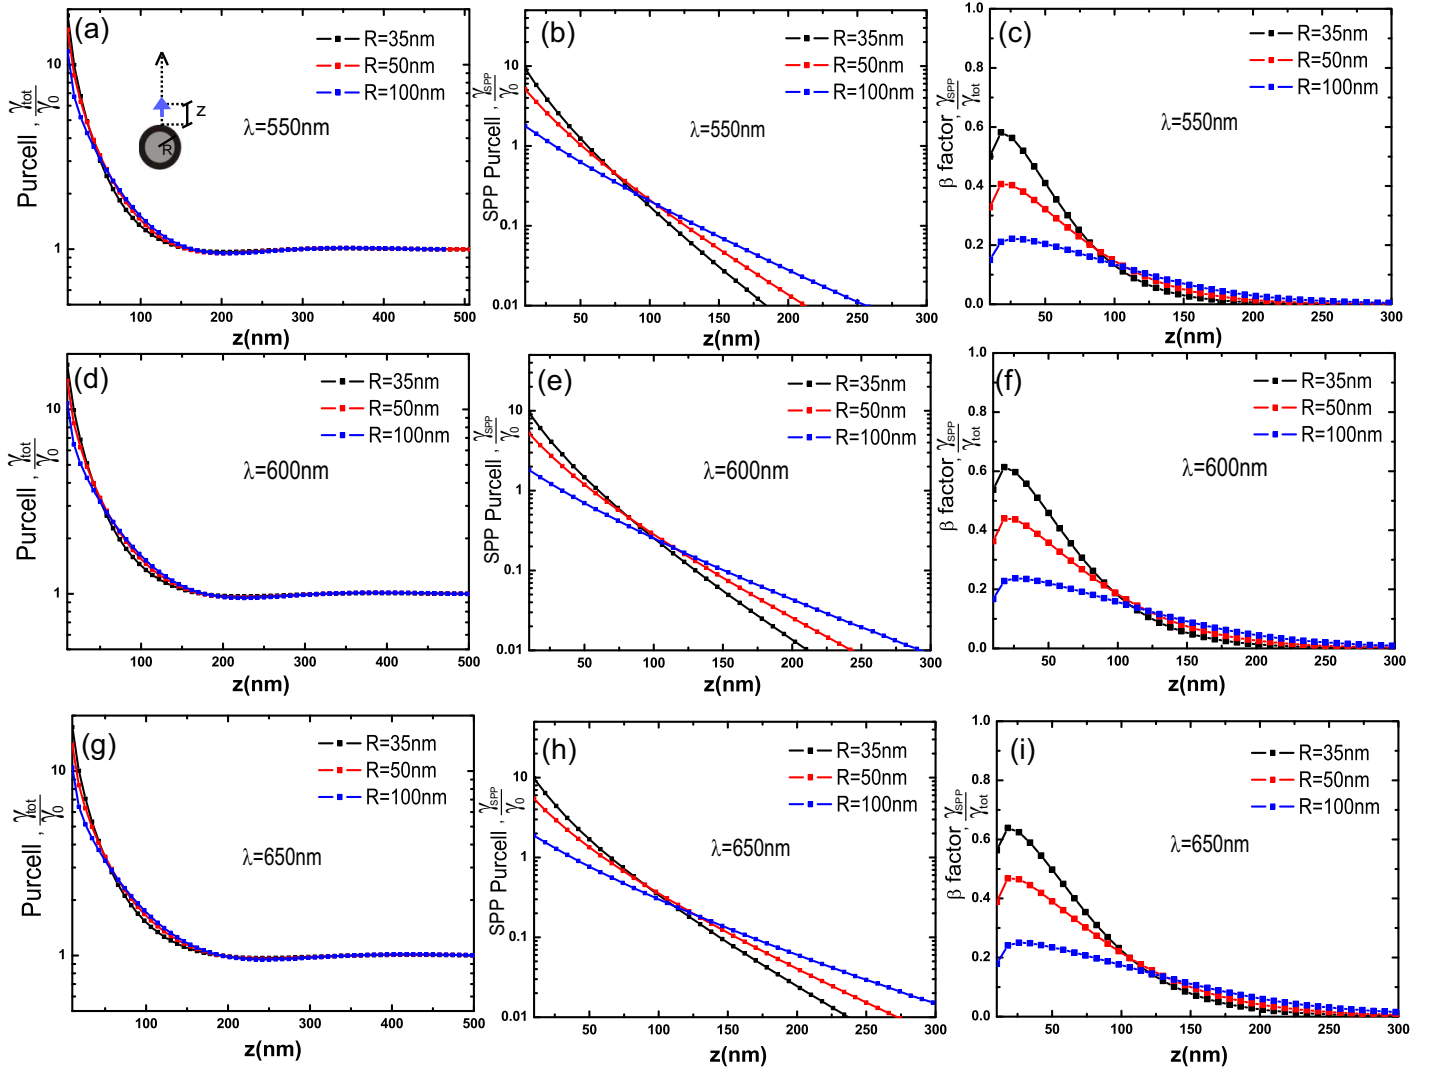 (a)
R=35nm
R=50nm
R=100nm
λ=550nm
z
R
Purcell , γtot/γ0
10
1
100 200 300 400 500
z(nm)
(b)
R=35nm
R=50nm
R=100nm
λ=550nm
SPP Purcell , γSPP/γ0
10
1
0.1
0.01
50 100 150 200 250 300
z(nm)
(c)
R=35nm
R=50nm
R=100nm
λ=550nm
β factor, γSPP/γtot
1.0
0.8
0.6
0.4
0.2
0.0
50 100 150 200 250 300
z(nm)
(d)
R=35nm
R=50nm
R=100nm
λ=600nm
Purcell , γtot/γ0
10
1
100 200 300 400 500
z(nm)
(e)
R=35nm
R=50nm
R=100nm
λ=600nm
SPP Purcell , γSPP/γ0
10
1
0.1
0.01
50 100 150 200 250 300
z(nm)
(f)
R=35nm
R=50nm
R=100nm
λ=600nm
β factor γSPP/γtot
1.0
0.8
0.6
0.4
0.2
0.0
50 100 150 200 250 300
z(nm)
(g)
R=35nm
R=50nm
R=100nm
λ=650nm
Purcell , γtot/γ0
10
1
100 200 300 400 500
z(nm)
(h)
R=35nm
R=50nm
R=100nm
λ=650nm
SPP Purcell , γSPP/γ0
10
1
0.1
0.01
50 100 150 200 250 300
z(nm)
(i)
R=35nm
R=50nm
R=100nm
λ=650nm
β factor γSPP/γtot
1.0
0.8
0.6
0.4
0.2
0.0
50 100 150 200 250 300
z(nm)